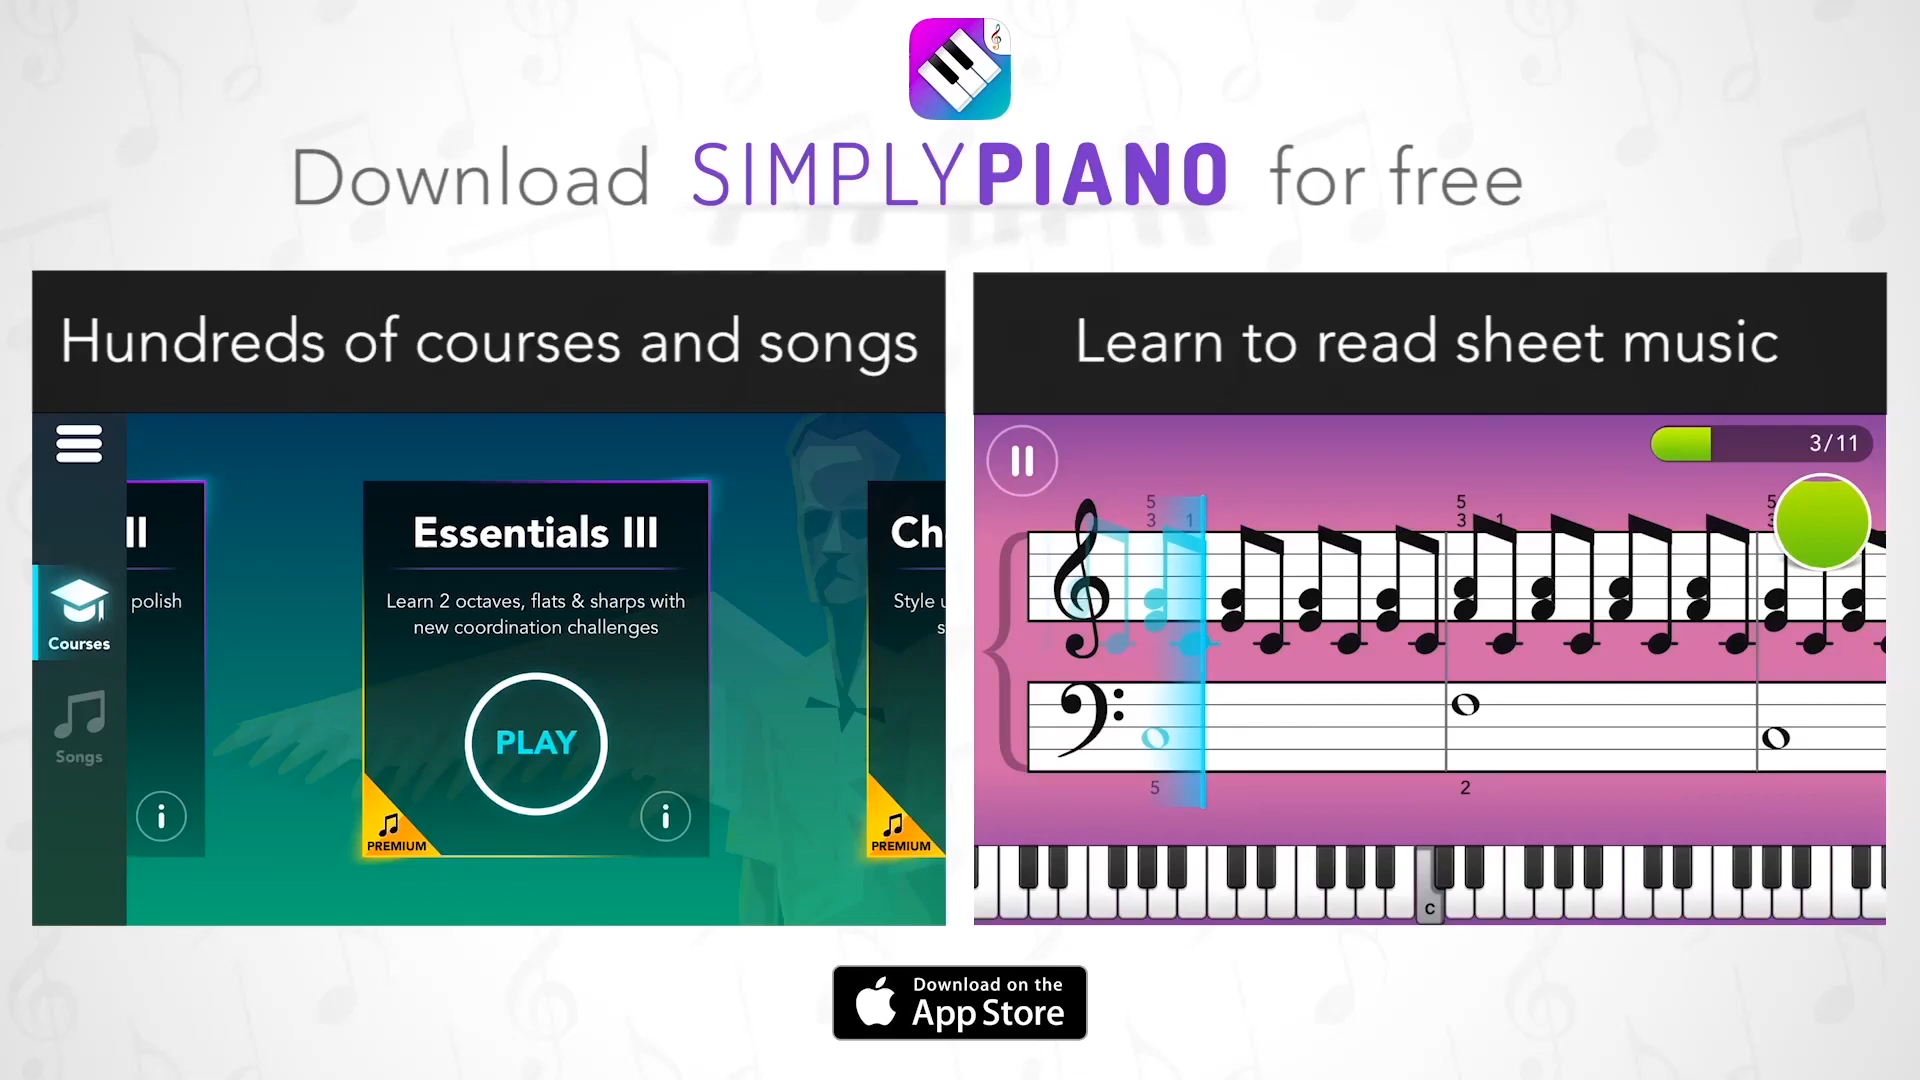 Download SIMPLYPIANO for free
Hundreds of courses and songs
II
polish
Courses
Songs
Essentials III
Learn 2 octaves, flats & sharps with
new coordination challenges
PLAY
i
i
PREMIUM
Ch
Style u
s
PREMIUM
Learn to read sheet music
3/11
5
3 1
5
3 1
5
5
2
C
Download on the
App Store